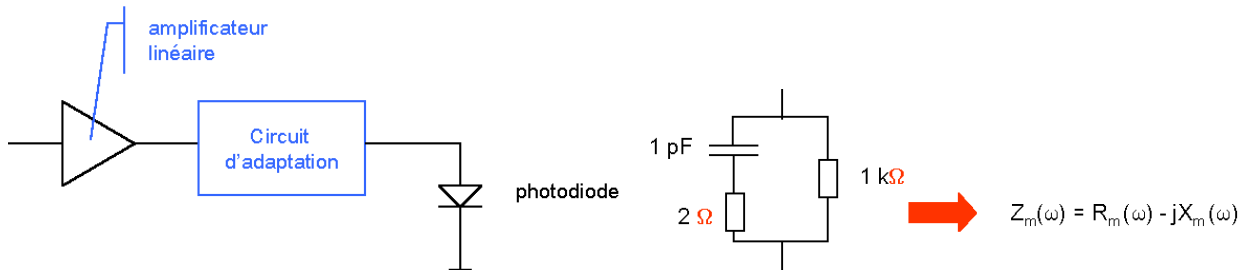 amplificateur
linéaire
Circuit
d'adaptation
photodiode
1 pF
2 Ω
1 kΩ
Zm(ω) = Rm(ω) - jXm(ω)